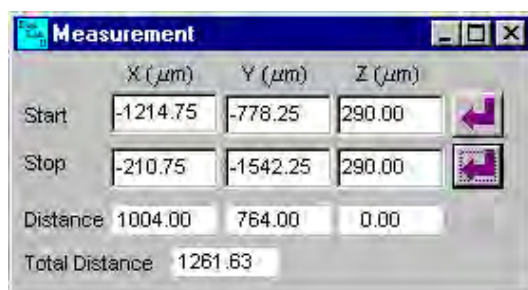 Measurement
X (µm) Y (µm) Z (µm)
Start -1214.75 -778.25 290.00
Stop -210.75 -1542.25 290.00
Distance 1004.00 764.00 0.00
Total Distance 1261.63